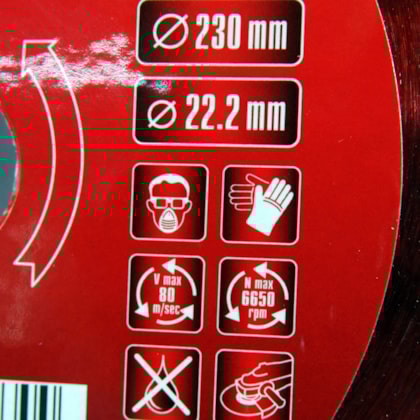 Ø 230 mm
Ø 22.2 mm
V max
80
m/sec
N max
6650
rpm